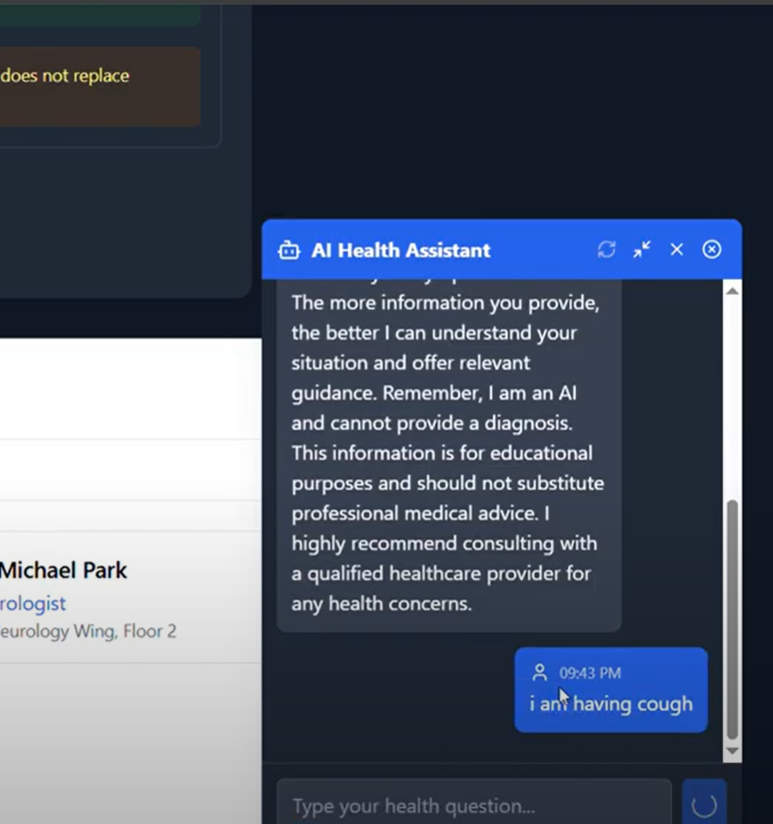 does not replace
AI Health Assistant
The more information you provide,
the better I can understand your
situation and offer relevant
guidance. Remember, I am an AI
and cannot provide a diagnosis.
This information is for educational
purposes and should not substitute
professional medical advice. I
highly recommend consulting with
a qualified healthcare provider for
any health concerns.
Michael Park
rologist
eurology Wing, Floor 2
09:43 PM
i am having cough
Type your health question...